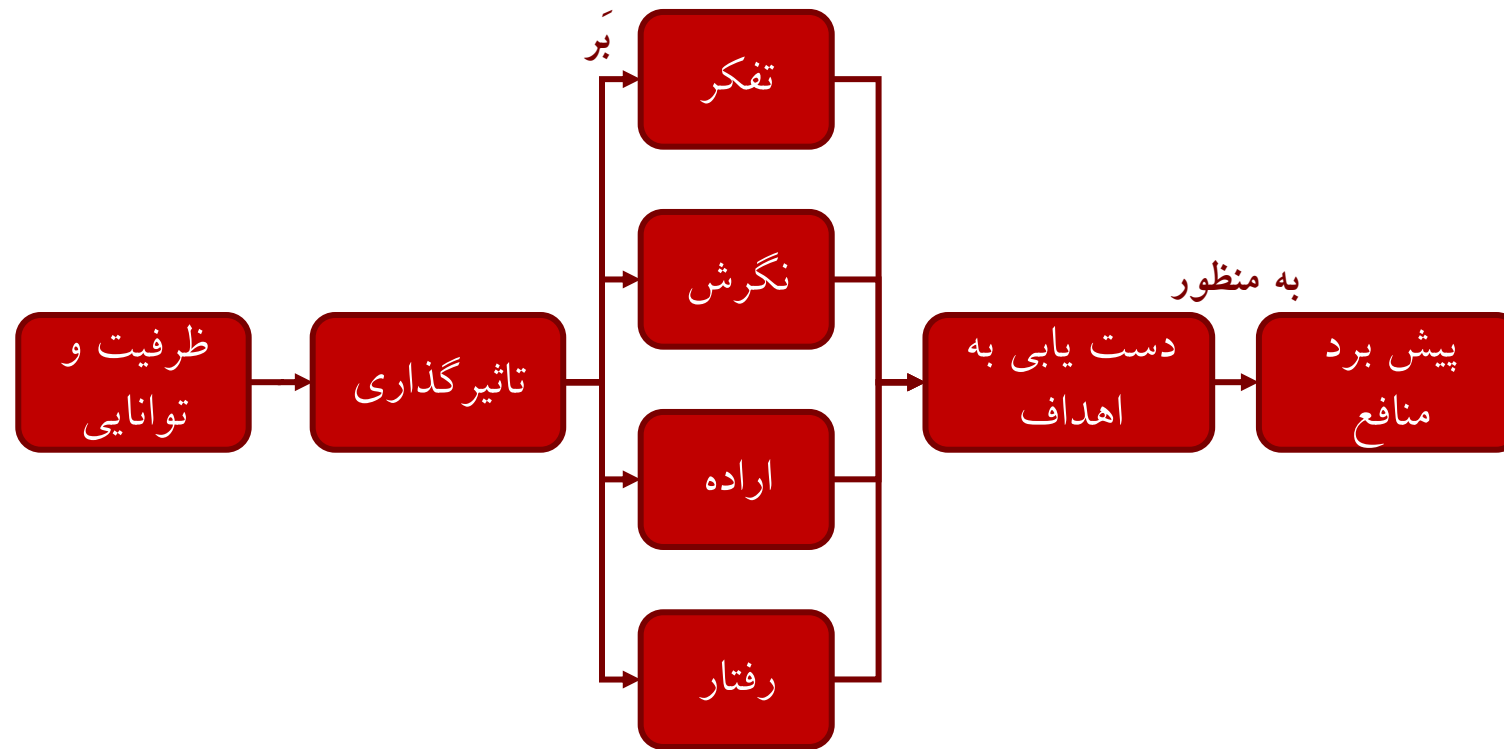 ظرفیت و
توانایی
تاثیرگذاری
بَر
تفکر
نگرش
اراده
رفتار
دست یابی به
اهداف
به منظور
پیش برد
منافع